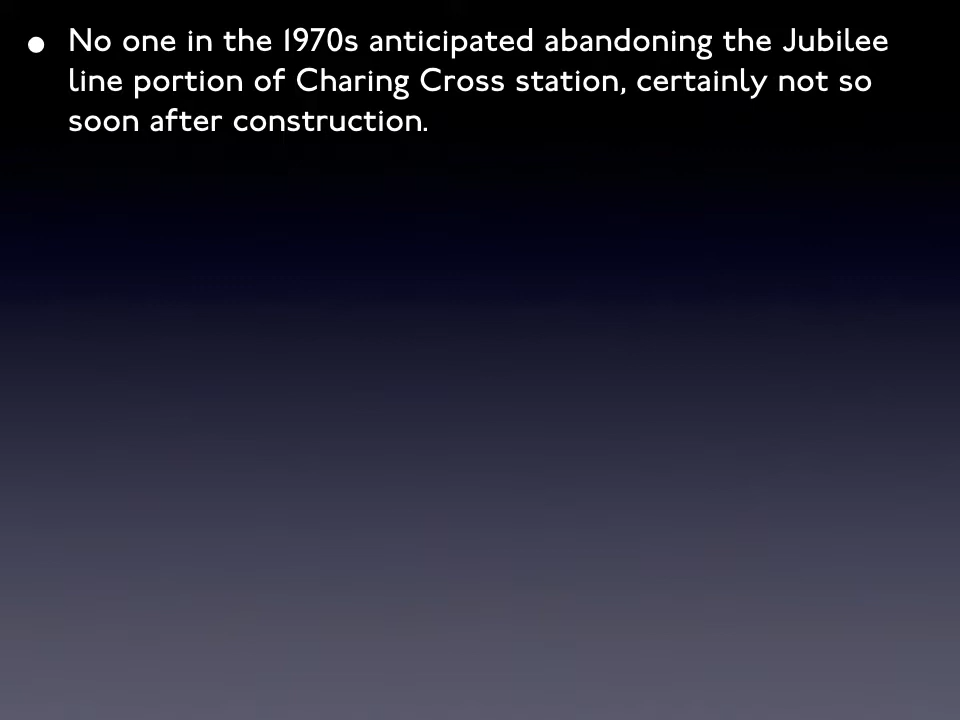 • No one in the 1970s anticipated abandoning the Jubilee
line portion of Charing Cross station, certainly not so
soon after construction.